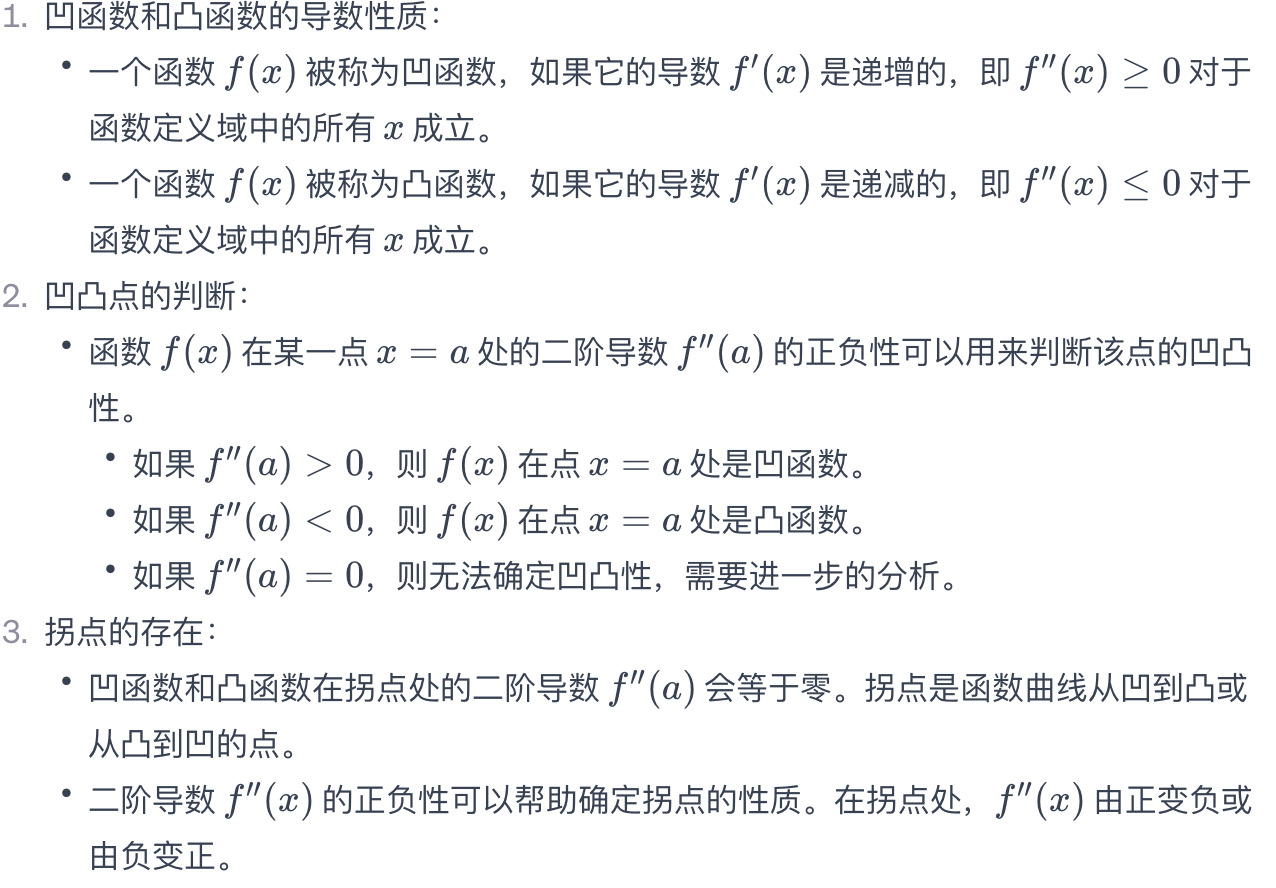 1. 凹函数和凸函数的导数性质：
• 一个函数 f(x) 被称为凹函数，如果它的导数 f′(x) 是递增的，即 f″(x) ≥ 0 对于
函数定义域中的所有 x 成立。
• 一个函数 f(x) 被称为凸函数，如果它的导数 f′(x) 是递减的，即 f″(x) ≤ 0 对于
函数定义域中的所有 x 成立。
2. 凹凸点的判断：
• 函数 f(x) 在某一点 x = a 处的二阶导数 f″(a) 的正负性可以用来判断该点的凹凸
性。
• 如果 f″(a) > 0，则 f(x) 在点 x = a 处是凹函数。
• 如果 f″(a) < 0，则 f(x) 在点 x = a 处是凸函数。
• 如果 f″(a) = 0，则无法确定凹凸性，需要进一步的分析。
3. 拐点的存在：
• 凹函数和凸函数在拐点处的二阶导数 f″(a) 会等于零。拐点是函数曲线从凹到凸或
从凸到凹的点。
• 二阶导数 f″(x) 的正负性可以帮助确定拐点的性质。在拐点处，f″(x) 由正变负或
由负变正。